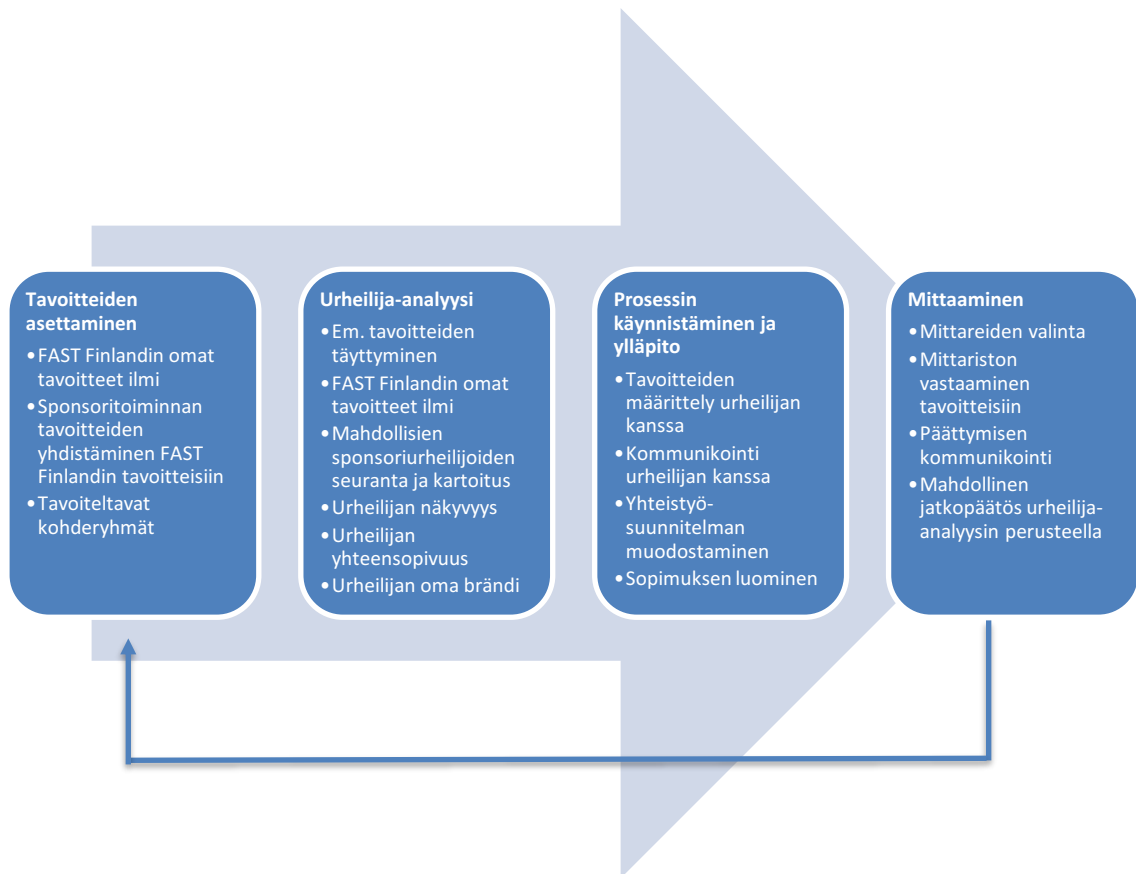 Tavoitteiden
asettaminen
•FAST Finlandin omat
tavoitteet ilmi
•Sponsoritoiminnan
tavoitteiden
yhdistäminen FAST
Finlandin tavoitteisiin
•Tavoiteltavat
kohderyhmät
Urheilija-analyysi
•Em. tavoitteiden
täyttyminen
•FAST Finlandin omat
tavoitteet ilmi
•Mahdollisien
sponsoriurheilijoiden
seuranta ja kartoitus
•Urheilijan näkyvyys
•Urheilijan
yhteensopivuus
•Urheilijan oma brändi
Prosessin
käynnistäminen ja
ylläpito
•Tavoitteiden
määrittely urheilijan
kanssa
•Kommunikointi
urheilijan kanssa
•Yhteistyö-
suunnitelman
muodostaminen
•Sopimuksen luominen
Mittaaminen
•Mittareiden valinta
•Mittariston
vastaaminen
tavoitteisiin
•Päättymisen
kommunikointi
•Mahdollinen
jatkopäätös urheilija-
analyysin perusteella